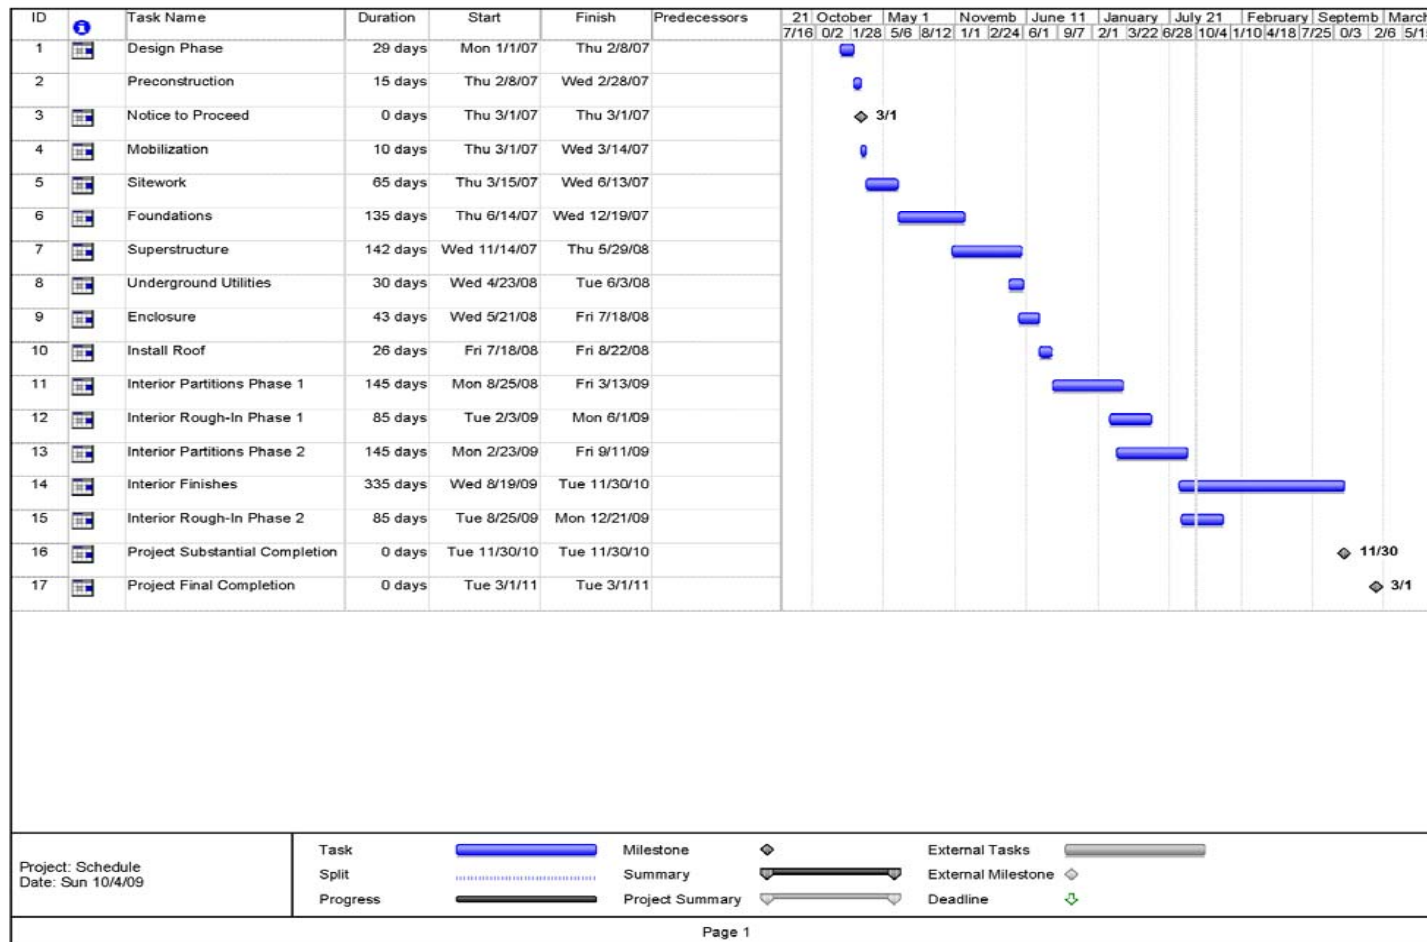 ID Task Name Duration Start Finish Predecessors 21 October May 1 Novemb June 11 January July 21 February Septemb March
7/16 0/2 1/28 5/6 8/12 1/1 2/24 6/1 9/7 2/1 3/22 6/28 10/4 1/10 4/18 7/25 0/3 2/6 5/15
1 Design Phase 29 days Mon 1/1/07 Thu 2/8/07
2 Preconstruction 15 days Thu 2/8/07 Wed 2/28/07
3 Notice to Proceed 0 days Thu 3/1/07 Thu 3/1/07 3/1
4 Mobilization 10 days Thu 3/1/07 Wed 3/14/07
5 Sitework 65 days Thu 3/15/07 Wed 6/13/07
6 Foundations 135 days Thu 6/14/07 Wed 12/19/07
7 Superstructure 142 days Wed 11/14/07 Thu 5/29/08
8 Underground Utilities 30 days Wed 4/23/08 Tue 6/3/08
9 Enclosure 43 days Wed 5/21/08 Fri 7/18/08
10 Install Roof 26 days Fri 7/18/08 Fri 8/22/08
11 Interior Partitions Phase 1 145 days Mon 8/25/08 Fri 3/13/09
12 Interior Rough-In Phase 1 85 days Tue 2/3/09 Mon 6/1/09
13 Interior Partitions Phase 2 145 days Mon 2/23/09 Fri 9/11/09
14 Interior Finishes 335 days Wed 8/19/09 Tue 11/30/10
15 Interior Rough-In Phase 2 85 days Tue 8/25/09 Mon 12/21/09
16 Project Substantial Completion 0 days Tue 11/30/10 Tue 11/30/10 11/30
17 Project Final Completion 0 days Tue 3/1/11 Tue 3/1/11 3/1
Project: Schedule
Date: Sun 10/4/09
Task Milestone External Tasks
Split Summary External Milestone
Progress Project Summary Deadline
Page 1